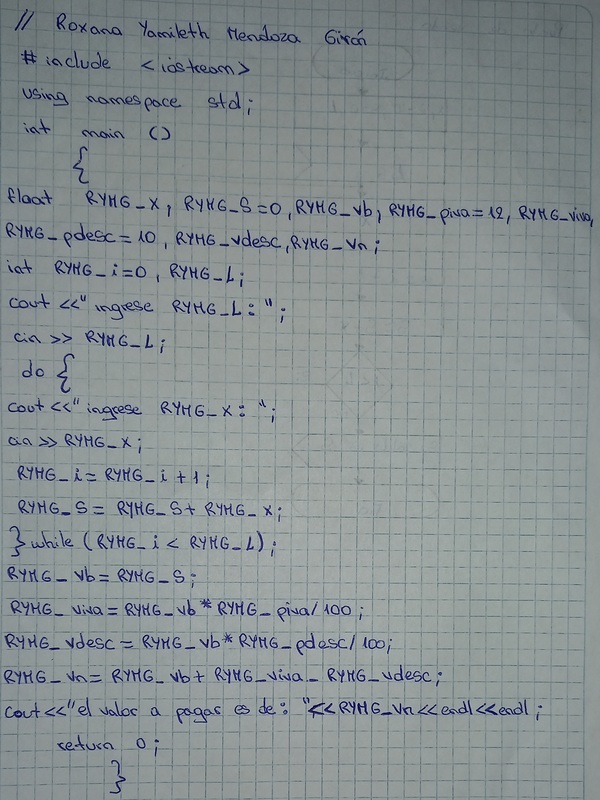 // Roxana Yamileth Mendoza Girón
# include <iostream>
using namespace std;
int main ()
{
float RYMG_x, RYMG_S=0, RYMG_vb, RYMG_piva=12, RYMG_viva,
RYMG_pdesc=10, RYMG_vdesc, RYMG_vn;
int RYMG_i=0, RYMG_L;
cout <<"ingrese RYMG_L: ";
cin >> RYMG_L;
do {
cout <<"ingrese RYMG_x: ";
cin >> RYMG_x;
RYMG_i= RYMG_i +1;
RYMG_S = RYMG_S+ RYMG_x;
} while (RYMG_i < RYMG_L);
RYMG_vb = RYMG_S;
RYMG_viva= RYMG_vb * RYMG_piva/100;
RYMG_vdesc = RYMG_vb* RYMG_pdesc/100;
RYMG_vn= RYMG_vb + RYMG_viva - RYMG_vdesc;
cout<<"el valor a pagar es de: "<<RYMG_vn<<endl<<endl;
return 0;
}